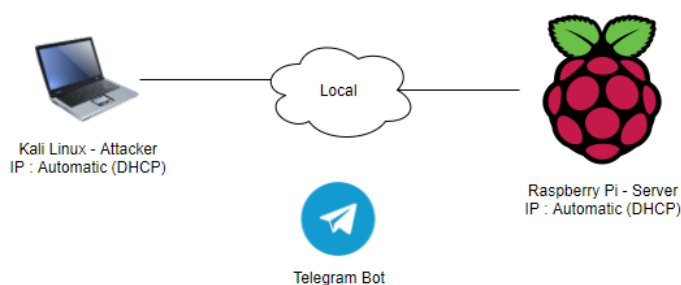 Local
Kali Linux - Attacker
IP : Automatic (DHCP)
Raspberry Pi - Server
IP : Automatic (DHCP)
Telegram Bot